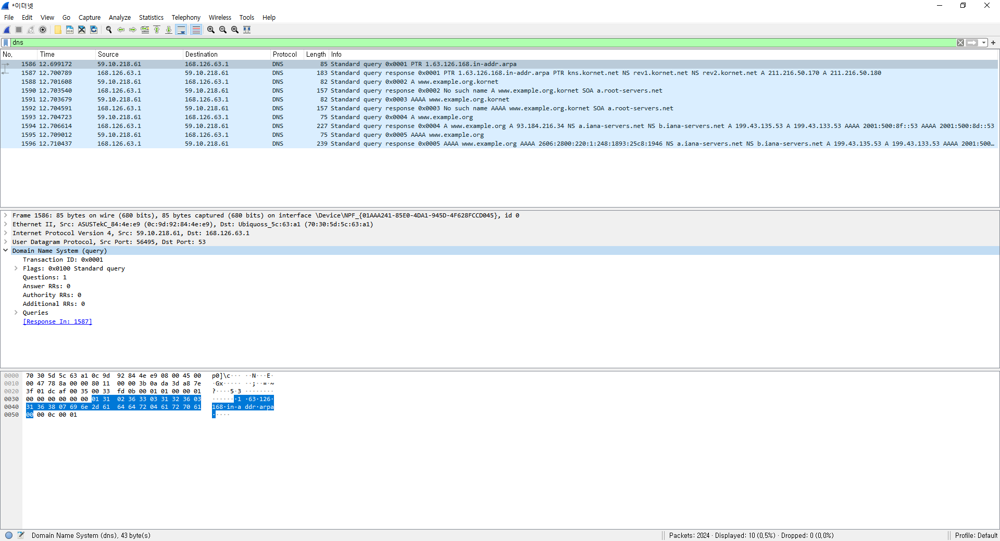 *이더넷
File Edit View Go Capture Analyze Statistics Telephony Wireless Tools Help
dns
No. Time Source Destination Protocol Length Info
1586 12.699172 59.10.218.61 168.126.63.1 DNS 85 Standard query 0x0001 PTR 1.63.126.168.in-addr.arpa
1587 12.700789 168.126.63.1 59.10.218.61 DNS 183 Standard query response 0x0001 PTR 1.63.126.168.in-addr.arpa PTR kns.kornet.net NS rev1.kornet.net NS rev2.kornet.net A 211.216.50.170 A 211.216.50.180
1588 12.701608 59.10.218.61 168.126.63.1 DNS 82 Standard query 0x0002 A www.example.org.kornet
1590 12.703540 168.126.63.1 59.10.218.61 DNS 157 Standard query response 0x0002 No such name A www.example.org.kornet SOA a.root-servers.net
1591 12.703679 59.10.218.61 168.126.63.1 DNS 82 Standard query 0x0003 AAAA www.example.org.kornet
1592 12.704591 168.126.63.1 59.10.218.61 DNS 157 Standard query response 0x0003 No such name AAAA www.example.org.kornet SOA a.root-servers.net
1593 12.704723 59.10.218.61 168.126.63.1 DNS 75 Standard query 0x0004 A www.example.org
1594 12.706614 168.126.63.1 59.10.218.61 DNS 227 Standard query response 0x0004 A www.example.org A 93.184.216.34 NS a.iana-servers.net NS b.iana-servers.net A 199.43.135.53 A 199.43.133.53 AAAA 2001:500:8f::53 AAAA 2001:500:8d::53
1595 12.709012 59.10.218.61 168.126.63.1 DNS 75 Standard query 0x0005 AAAA www.example.org
1596 12.710437 168.126.63.1 59.10.218.61 DNS 239 Standard query response 0x0005 AAAA www.example.org AAAA 2606:2800:220:1:248:1893:25c8:1946 NS a.iana-servers.net NS b.iana-servers.net A 199.43.135.53 A 199.43.133.53 AAAA 2001:500…
Frame 1586: 85 bytes on wire (680 bits), 85 bytes captured (680 bits) on interface \Device\NPF_{01AAA241-85E0-4DA1-945D-4F628FCCD045}, id 0
Ethernet II, Src: ASUSTekC_84:4e:e9 (0c:9d:92:84:4e:e9), Dst: Ubiquoss_5c:63:a1 (70:30:5d:5c:63:a1)
Internet Protocol Version 4, Src: 59.10.218.61, Dst: 168.126.63.1
User Datagram Protocol, Src Port: 56495, Dst Port: 53
Domain Name System (query)
Transaction ID: 0x0001
Flags: 0x0100 Standard query
Questions: 1
Answer RRs: 0
Authority RRs: 0
Additional RRs: 0
Queries
[Response In: 1587]
0000 70 30 5d 5c 63 a1 0c 9d 92 84 4e e9 08 00 45 00 p0]\c··· ··N···E·
0010 00 47 78 8a 00 00 80 11 00 00 3b 0a da 3d a8 7e ·Gx····· ··;··=·~
0020 3f 01 dc af 00 35 00 33 fd 0b 00 01 01 00 00 01 ?····5·3 ········
0030 00 00 00 00 00 00 01 31 02 36 33 03 31 32 36 03 ·······1 ·63·126·
0040 31 36 38 07 69 6e 2d 61 64 64 72 04 61 72 70 61 168·in-a ddr·arpa
0050 00 00 0c 00 01 ·····
Domain Name System (dns), 43 byte(s)
Packets: 2024 · Displayed: 10 (0,5%) · Dropped: 0 (0,0%)
Profile: Default